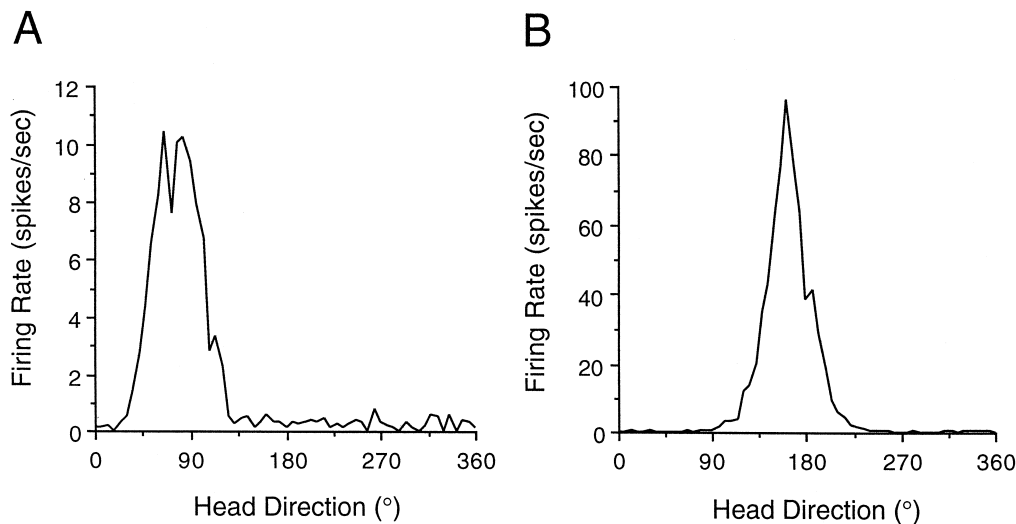 A
12
10
8
6
4
2
0
Firing Rate (spikes/sec)
0 90 180 270 360
Head Direction (°)
B
100
80
60
40
20
0
Firing Rate (spikes/sec)
0 90 180 270 360
Head Direction (°)